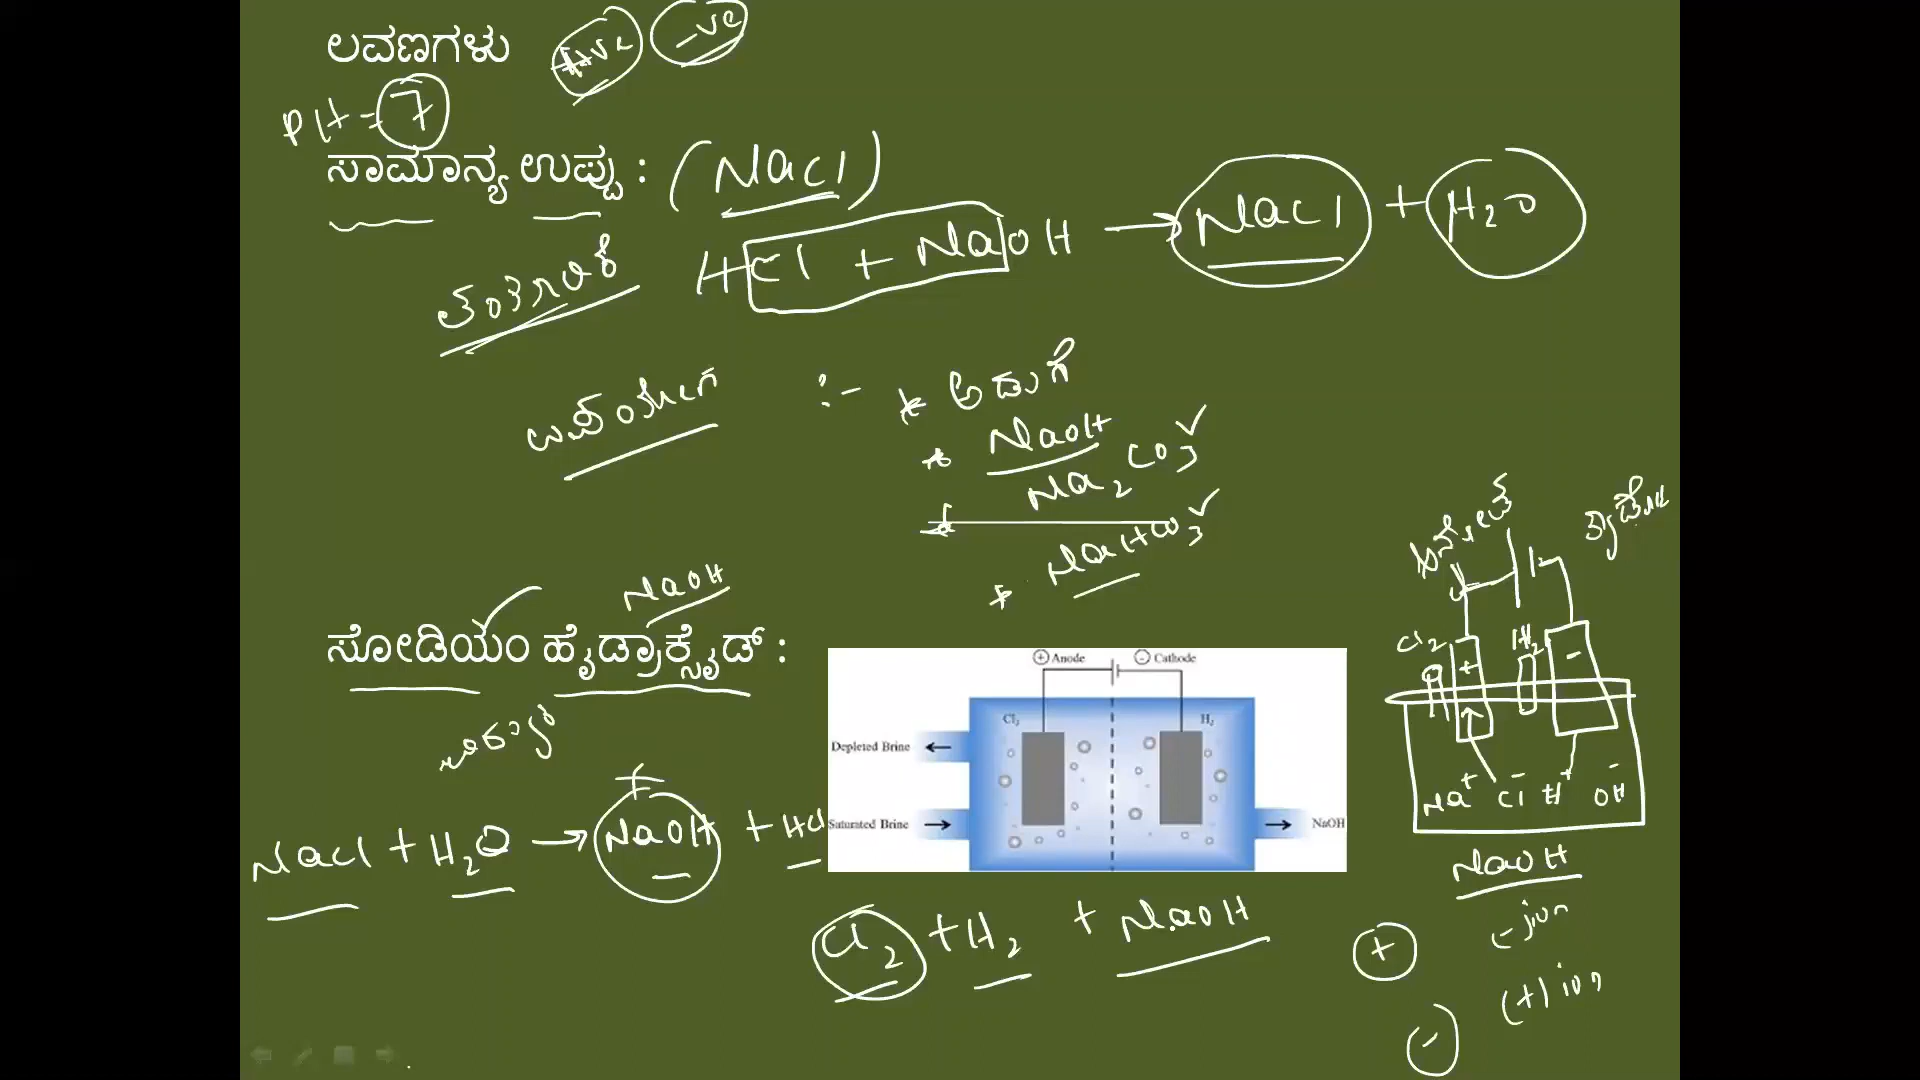 ಲವಣಗಳು +ve -ve
PH = 7
ಸಾಮಾನ್ಯ ಉಪ್ಪು : (NaCl)
HCl + NaOH → NaCl + H2O
:- * ಅಡುಗೆ
* NaOH
Na2CO3
* NaHCO3
NaOH
ಸೋಡಿಯಂ ಹೈಡ್ರಾಕ್ಸೈಡ್ :
NaCl + H2O → NaOH + HCl
+ Anode - Cathode
Cl2 H2
Depleted Brine
Saturated Brine NaOH
Cl2 + H2 + NaOH
Cl2 + H2 -
Na+ Cl- H+ OH-
NaOH
+ - ion
- (+) ion